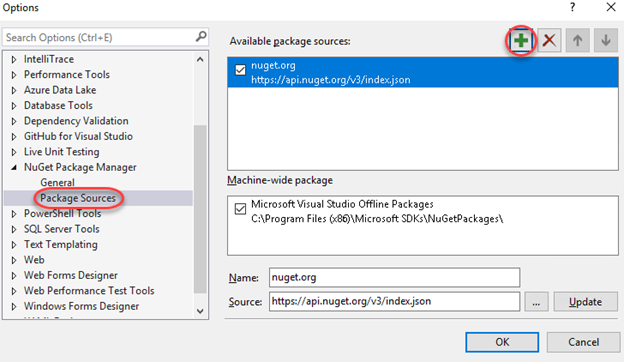 Options
?
Search Options (Ctrl+E)
IntelliTrace
Performance Tools
Azure Data Lake
Database Tools
Dependency Validation
GitHub for Visual Studio
Live Unit Testing
NuGet Package Manager
General
Package Sources
PowerShell Tools
SQL Server Tools
Text Templating
Web
Web Forms Designer
Web Performance Test Tools
Windows Forms Designer
Available package sources:
nuget.org
https://api.nuget.org/v3/index.json
Machine-wide package
Microsoft Visual Studio Offline Packages
C:\Program Files (x86)\Microsoft SDKs\NuGetPackages\
Name: nuget.org
Source: https://api.nuget.org/v3/index.json ... Update
OK Cancel